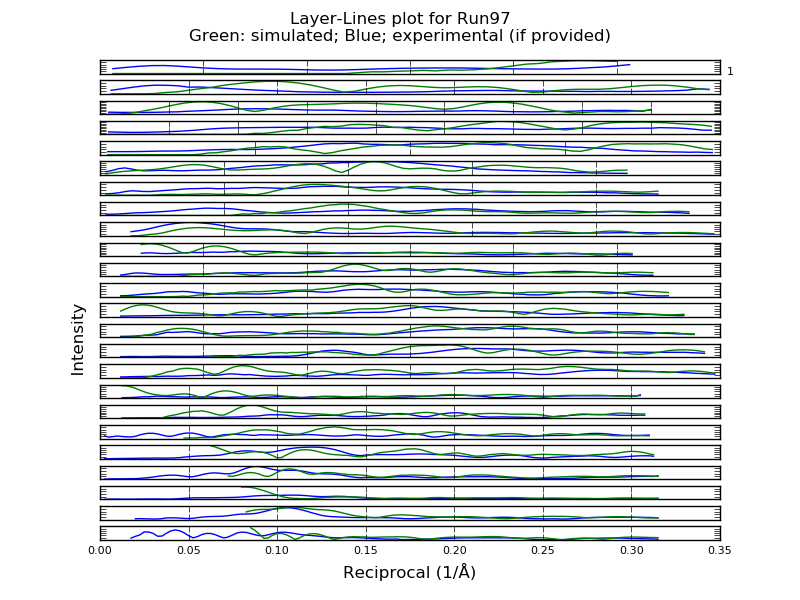 Layer-Lines plot for Run97
Green: simulated; Blue; experimental (if provided)
1
Intensity
0.00 0.05 0.10 0.15 0.20 0.25 0.30 0.35
Reciprocal (1/Å)